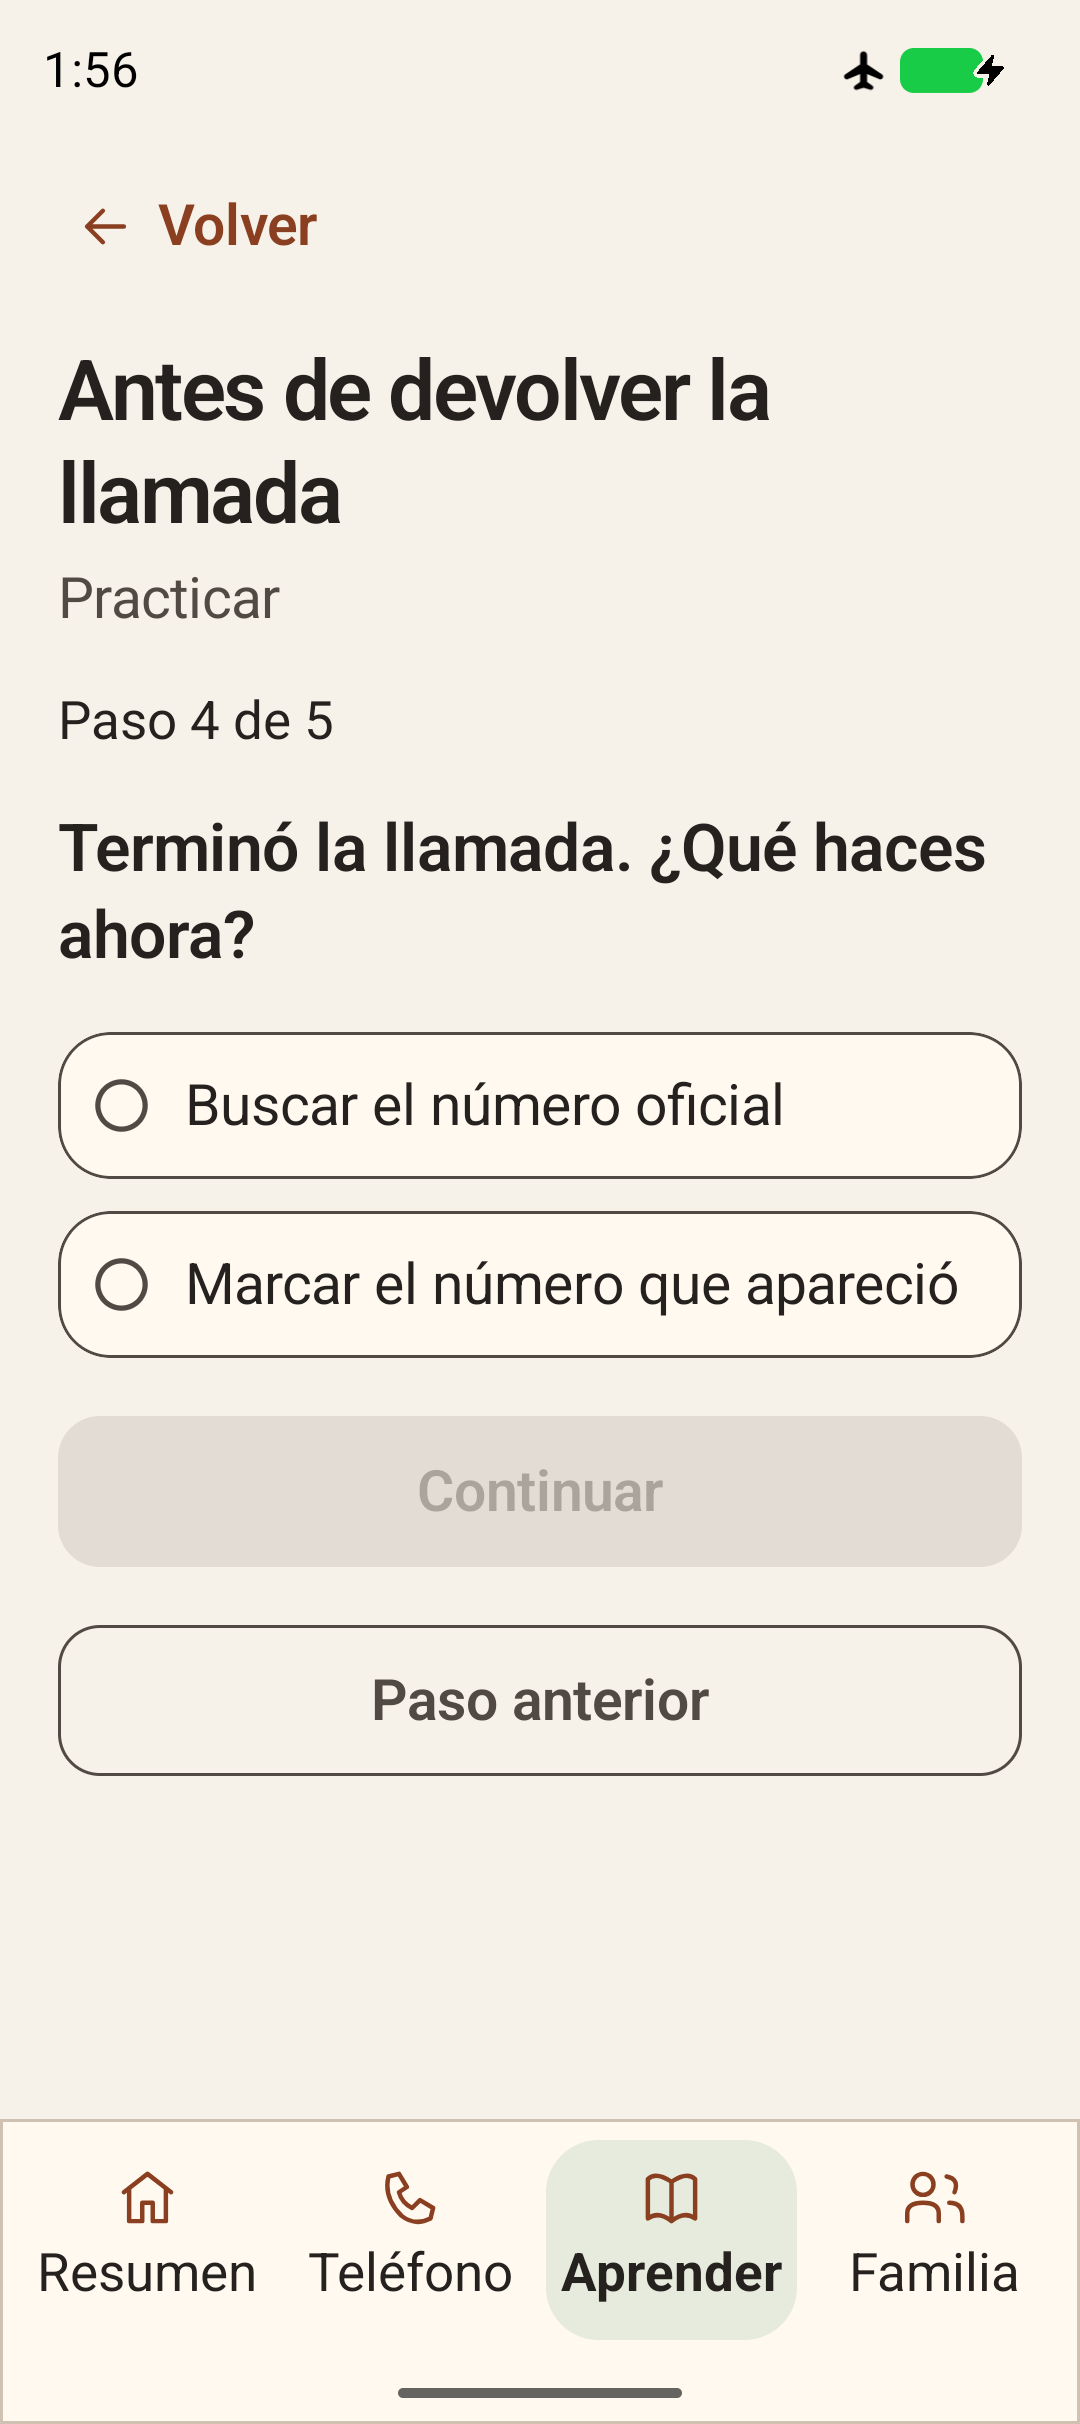 1:56
Volver
Antes de devolver la
llamada
Practicar
Paso 4 de 5
Terminó la llamada. ¿Qué haces
ahora?
Buscar el número oficial
Marcar el número que apareció
Continuar
Paso anterior
Resumen
Teléfono
Aprender
Familia